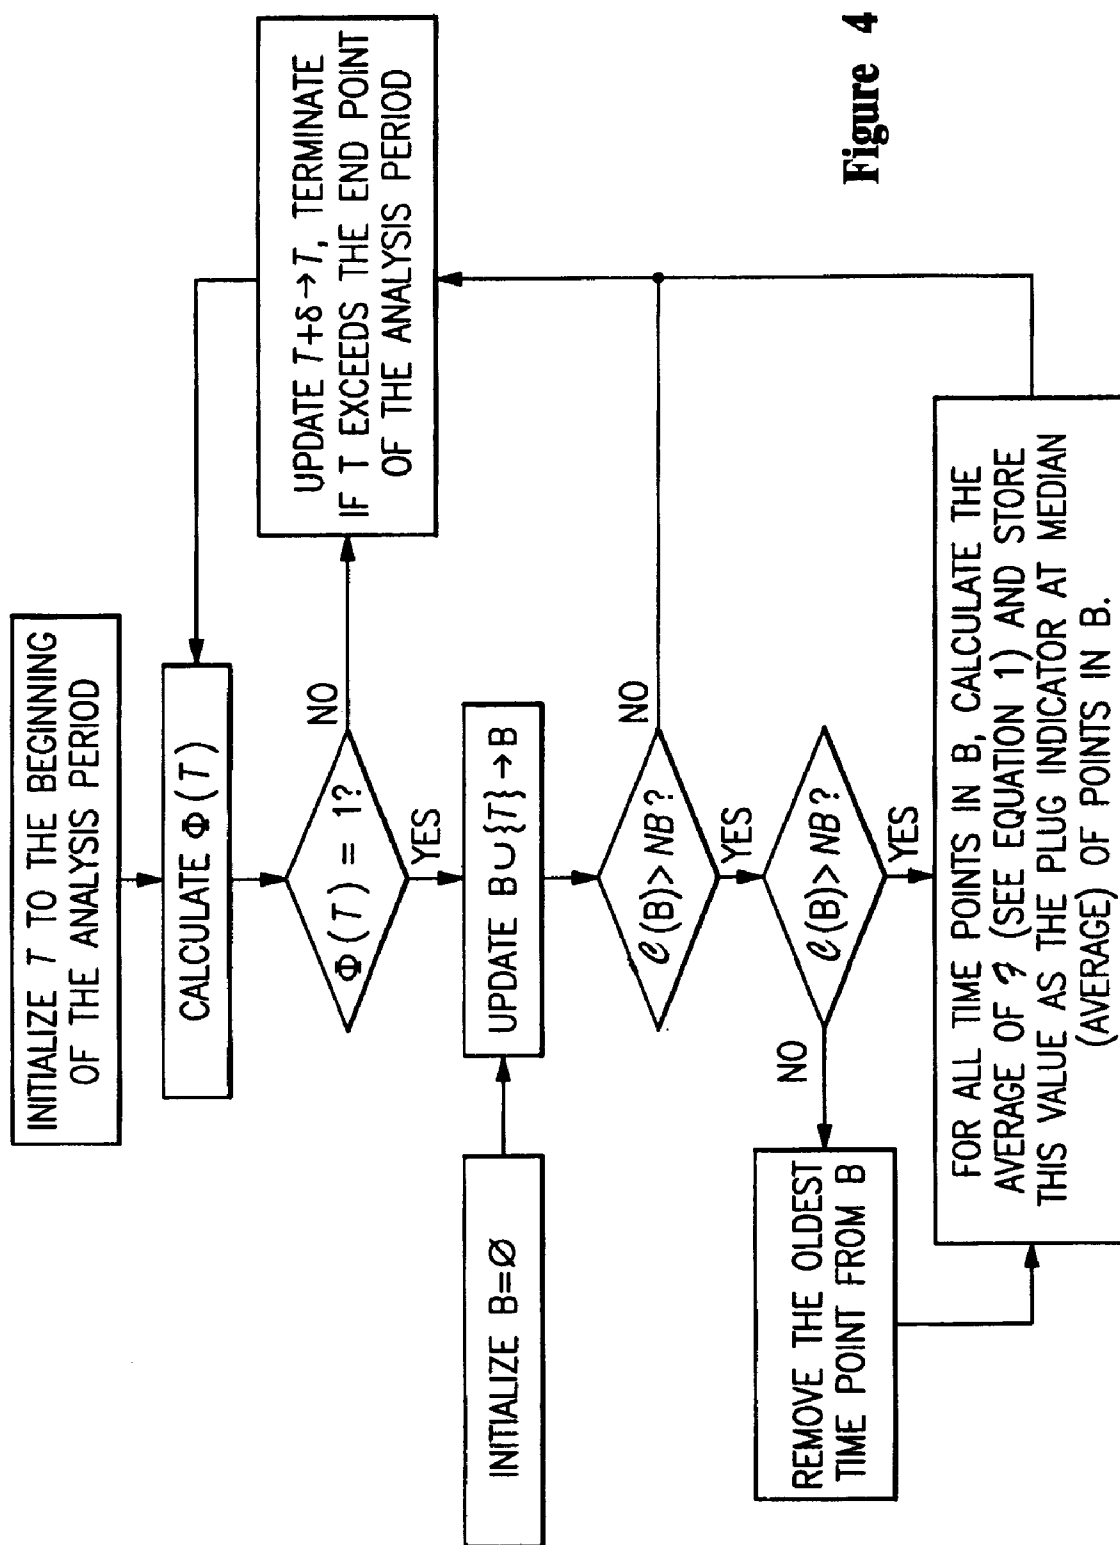 INITIALIZE T TO THE BEGINNING
OF THE ANALYSIS PERIOD
CALCULATE Φ(T)
Φ(T) = 1?
NO
YES
UPDATE T+δ→T, TERMINATE
IF T EXCEEDS THE END POINT
OF THE ANALYSIS PERIOD
INITIALIZE B=Ø
UPDATE B∪{T}→B
𝒞(B)> NB?
NO
YES
𝒞(B)> NB?
NO
YES
REMOVE THE OLDEST
TIME POINT FROM B
FOR ALL TIME POINTS IN B, CALCULATE THE
AVERAGE OF ℐ (SEE EQUATION 1) AND STORE
THIS VALUE AS THE PLUG INDICATOR AT MEDIAN
(AVERAGE) OF POINTS IN B.
Figure 4